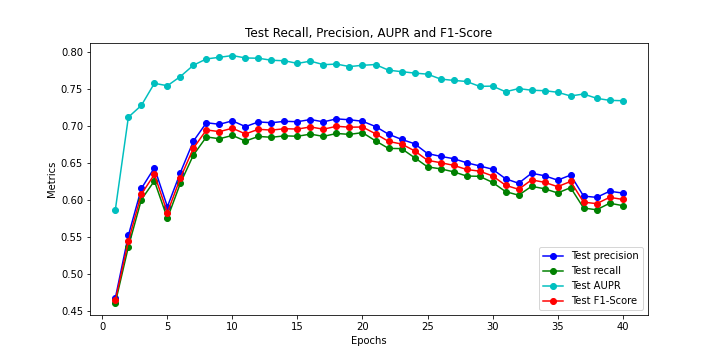 Test Recall, Precision, AUPR and F1-Score
Metrics
0.80
0.75
0.70
0.65
0.60
0.55
0.50
0.45
0 5 10 15 20 25 30 35 40
Epochs
Test precision
Test recall
Test AUPR
Test F1-Score